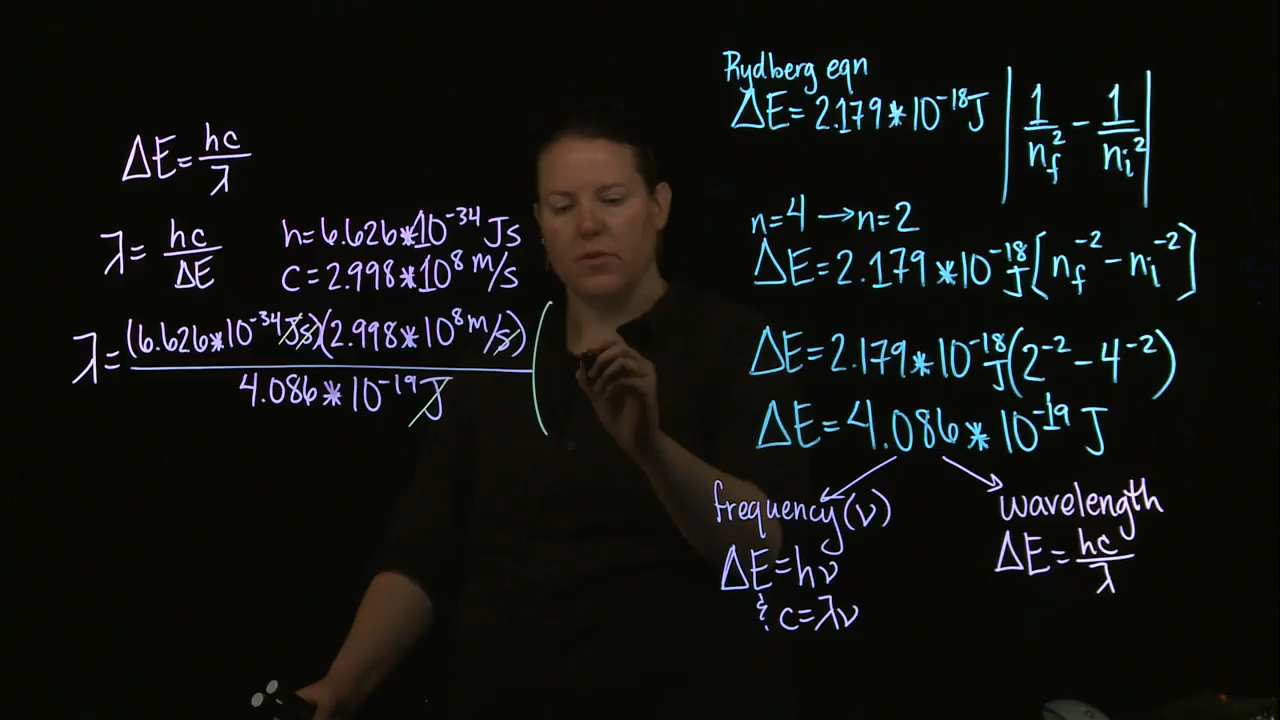 ΔE = hc/λ
λ = hc/ΔE
h = 6.626*10⁻³⁴ Js
c = 2.998*10⁸ m/s
λ = (6.626*10⁻³⁴ Js)(2.998*10⁸ m/s)/4.086*10⁻¹⁹ J (
Rydberg eqn
ΔE = 2.179*10⁻¹⁸ J |1/n_f² − 1/n_i²|
n=4 → n=2
ΔE = 2.179*10⁻¹⁸ J [n_f⁻² − n_i⁻²]
ΔE = 2.179*10⁻¹⁸ J (2⁻² − 4⁻²)
ΔE = 4.086*10⁻¹⁹ J
frequency (ν)
ΔE = hν
& c = λν
wavelength
ΔE = hc/λ